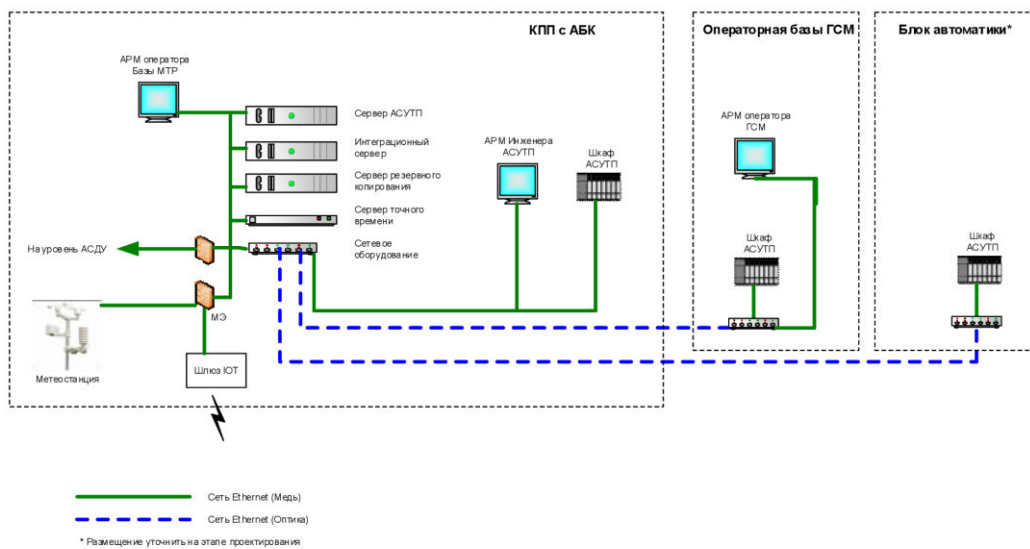 КПП с АБК
Операторная базы ГСМ
Блок автоматики*
АРМ оператора
Базы МТР
Сервер АСУТП
Интеграционный
сервер
Сервер резервного
копирования
Сервер точного
времени
Сетевое
оборудование
АРМ Инженера
АСУТП
Шкаф
АСУТП
АРМ оператора
ГСМ
Шкаф
АСУТП
Шкаф
АСУТП
На уровень АСДУ
МЭ
Метеостанция
Шлюз IOT
Сеть Ethernet (Медь)
Сеть Ethernet (Оптика)
* Размещение уточнить на этапе проектирования